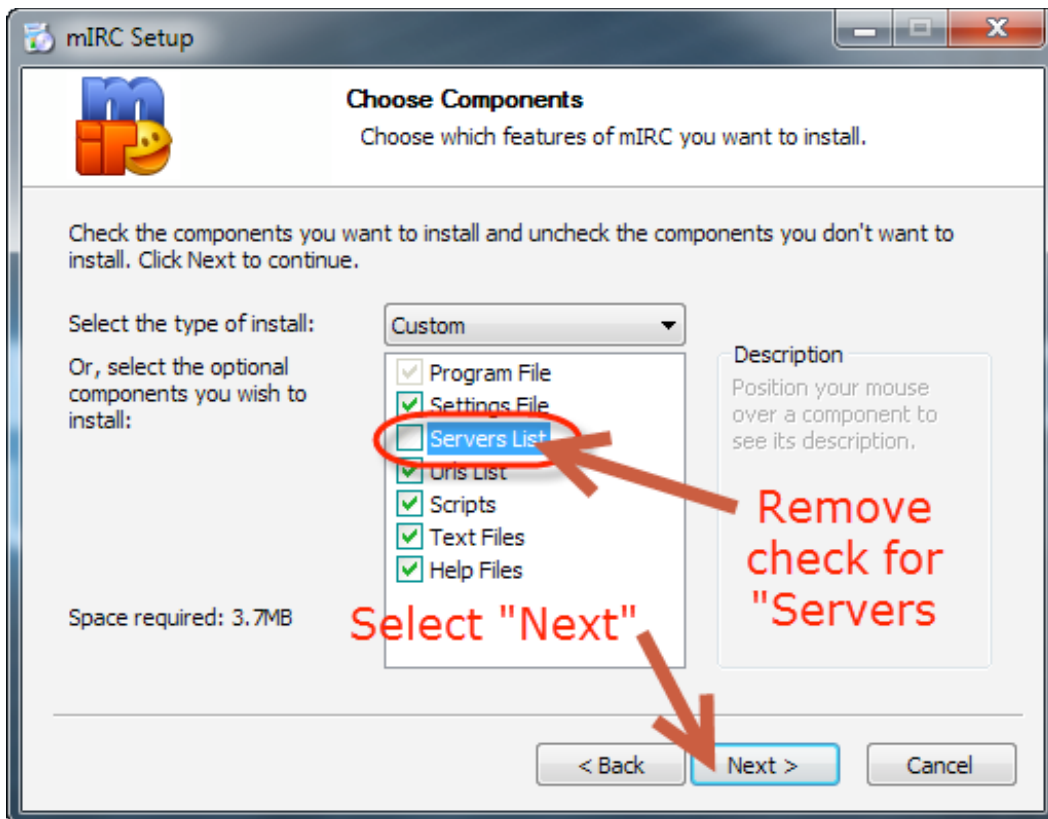 mIRC Setup
mIRC
Choose Components
Choose which features of mIRC you want to install.
Check the components you want to install and uncheck the components you don't want to
install. Click Next to continue.
Select the type of install:
Custom
Or, select the optional
components you wish to
install:
Program File
Settings File
Servers List
Urls List
Scripts
Text Files
Help Files
Description
Position your mouse
over a component to
see its description.
Remove
check for
"Servers
Space required: 3.7MB
Select "Next"
< Back
Next >
Cancel